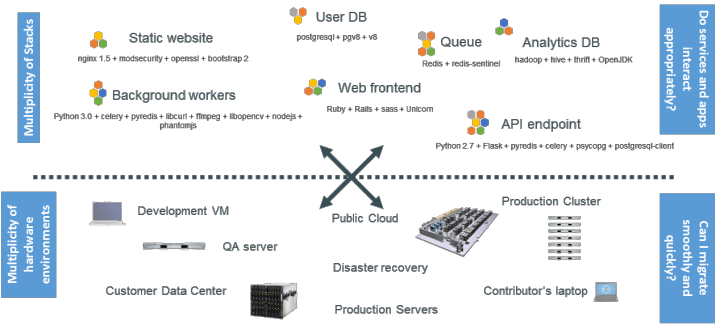 Multiplicity of Stacks
Static website
nginx 1.5 + modsecurity + openssl + bootstrap 2
User DB
postgresql + pgv8 + v8
Queue
Redis + redis-sentinel
Analytics DB
hadoop + hive + thrift + OpenJDK
Background workers
Python 3.0 + celery + pyredis + libcurl + ffmpeg + libopencv + nodejs +
phantomjs
Web frontend
Ruby + Rails + sass + Unicorn
API endpoint
Python 2.7 + Flask + pyredis + celery + psycopg + postgresql-client
Do services and apps
interact
appropriately?
Multiplicity of
hardware
environments
Development VM
QA server
Customer Data Center
Public Cloud
Disaster recovery
Production Servers
Production Cluster
Contributor's laptop
Can I migrate
smoothly and
quickly?